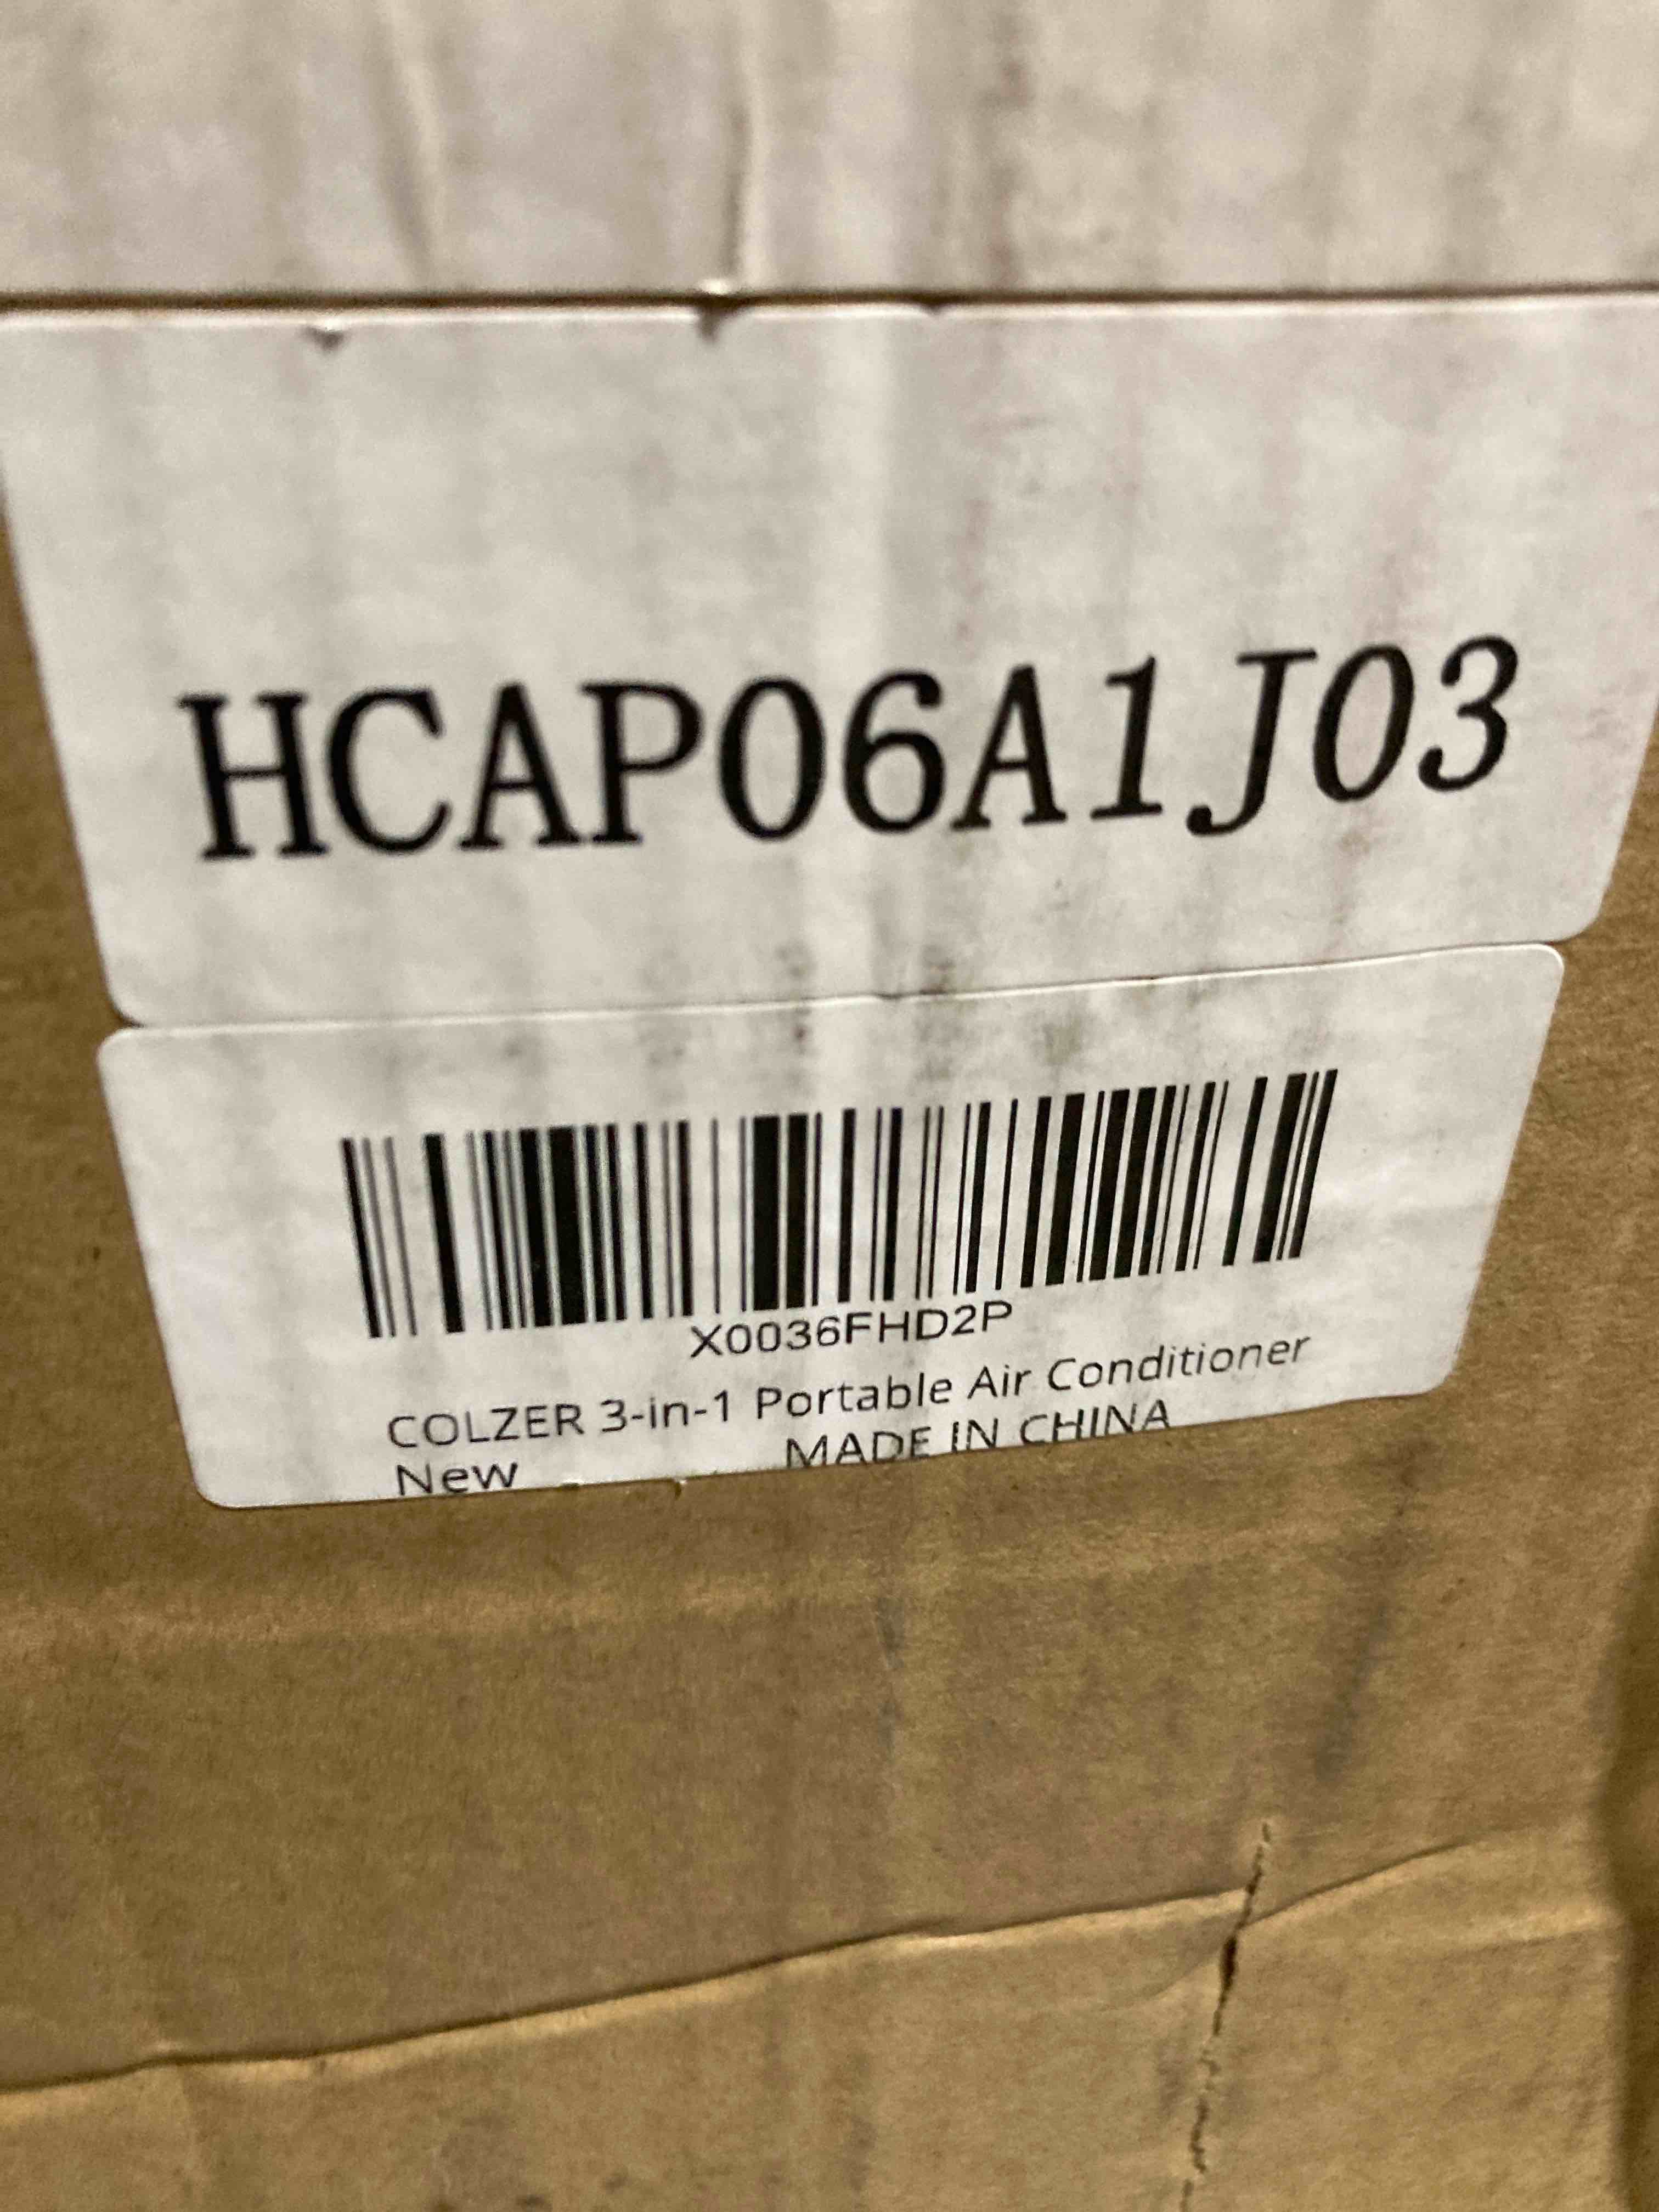 HCAP06A1J03
X0036FHD2P
COLZER 3-in-1 Portable Air Conditioner
New MADE IN CHINA